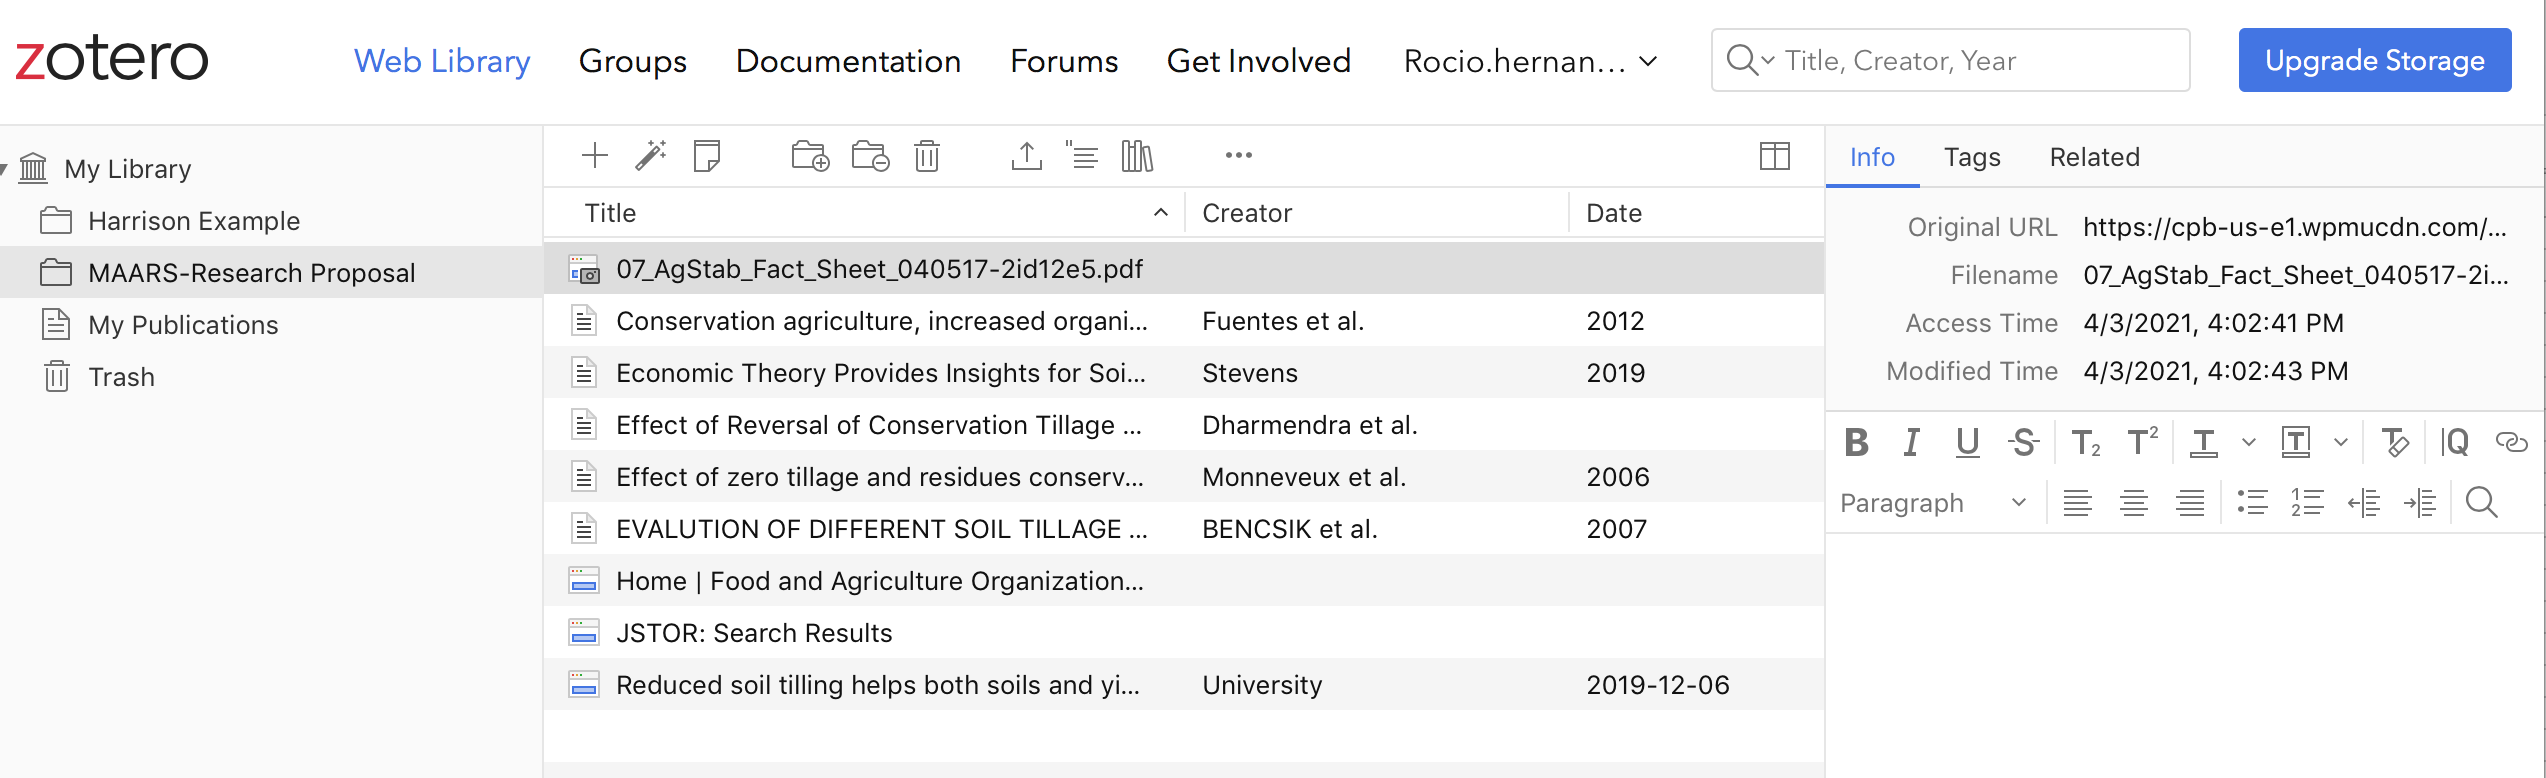 zotero Web Library Groups Documentation Forums Get Involved Rocio.hernan... Title, Creator, Year Upgrade Storage
My Library
Harrison Example
MAARS-Research Proposal
My Publications
Trash
Title Creator Date
07_AgStab_Fact_Sheet_040517-2id12e5.pdf
Conservation agriculture, increased organi... Fuentes et al. 2012
Economic Theory Provides Insights for Soi... Stevens 2019
Effect of Reversal of Conservation Tillage ... Dharmendra et al.
Effect of zero tillage and residues conserv... Monneveux et al. 2006
EVALUTION OF DIFFERENT SOIL TILLAGE ... BENCSIK et al. 2007
Home | Food and Agriculture Organization...
JSTOR: Search Results
Reduced soil tilling helps both soils and yi... University 2019-12-06
Info Tags Related
Original URL https://cpb-us-e1.wpmucdn.com/...
Filename 07_AgStab_Fact_Sheet_040517-2i...
Access Time 4/3/2021, 4:02:41 PM
Modified Time 4/3/2021, 4:02:43 PM
B I U S T2 T2 T T T |Q
Paragraph